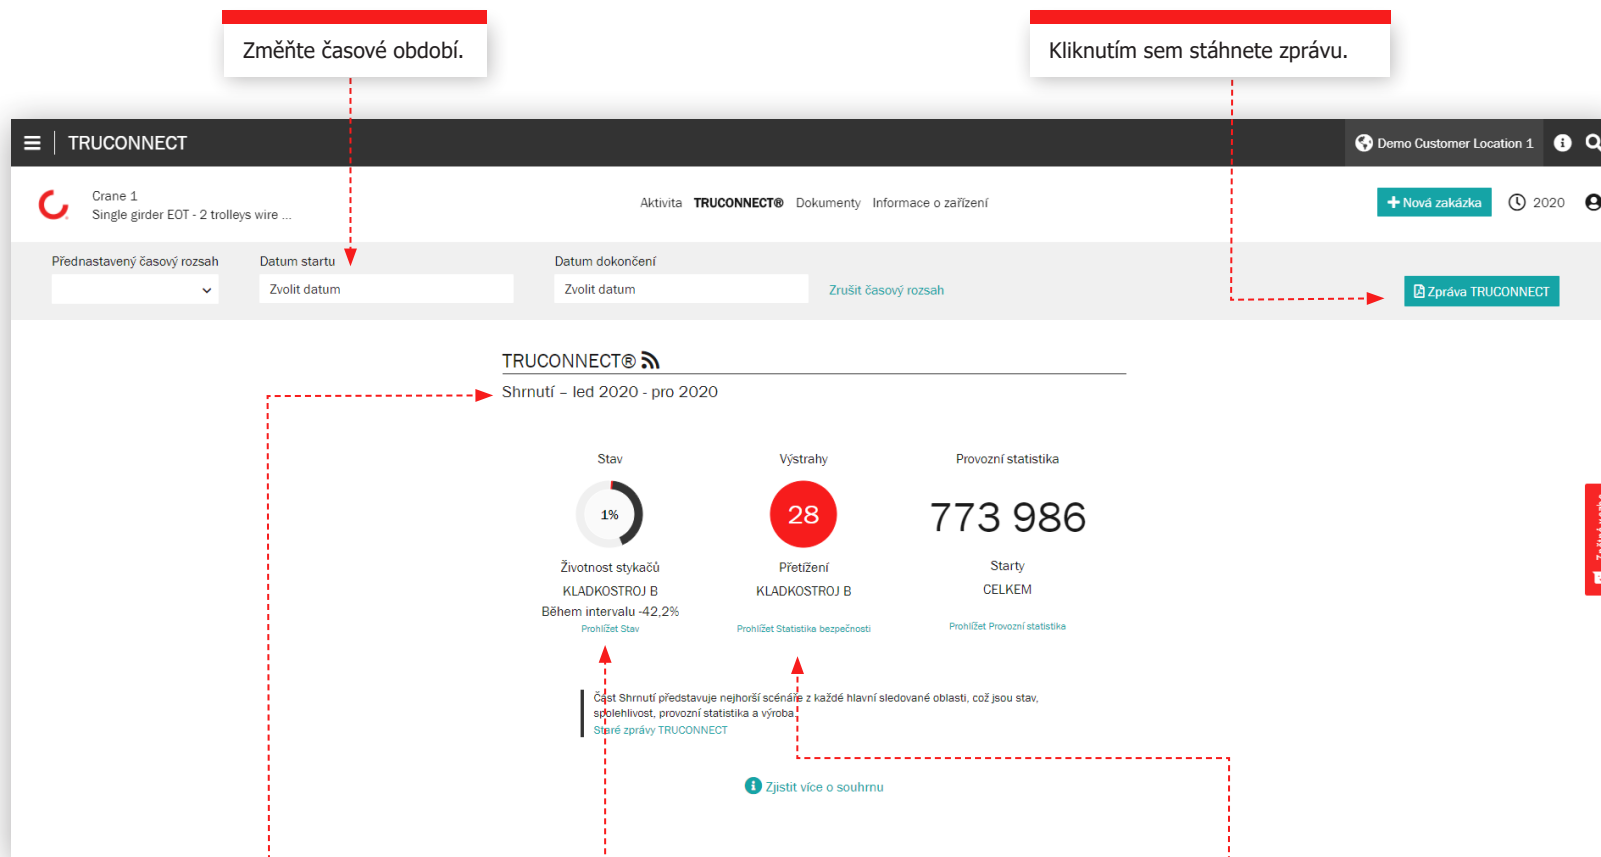 Změňte časové období.
Kliknutím sem stáhnete zprávu.
TRUCONNECT
Demo Customer Location 1
Crane 1
Single girder EOT - 2 trolleys wire ...
Aktivita TRUCONNECT® Dokumenty Informace o zařízení
+ Nová zakázka
2020
Přednastavený časový rozsah
Datum startu
Datum dokončení
Zvolit datum
Zvolit datum
Zrušit časový rozsah
Zpráva TRUCONNECT
TRUCONNECT®
Shrnutí – led 2020 - pro 2020
Stav
Výstrahy
Provozní statistika
1%
28
773 986
Životnost stykačů
Přetížení
Starty
KLADKOSTROJ B
KLADKOSTROJ B
CELKEM
Během intervalu -42,2%
Prohlížet Stav
Prohlížet Statistika bezpečnosti
Prohlížet Provozní statistika
Část Shrnutí představuje nejhorší scénáře z každé hlavní sledované oblasti, což jsou stav,
spolehlivost, provozní statistika a výroba.
Staré zprávy TRUCONNECT
Zjistit více o souhrnu